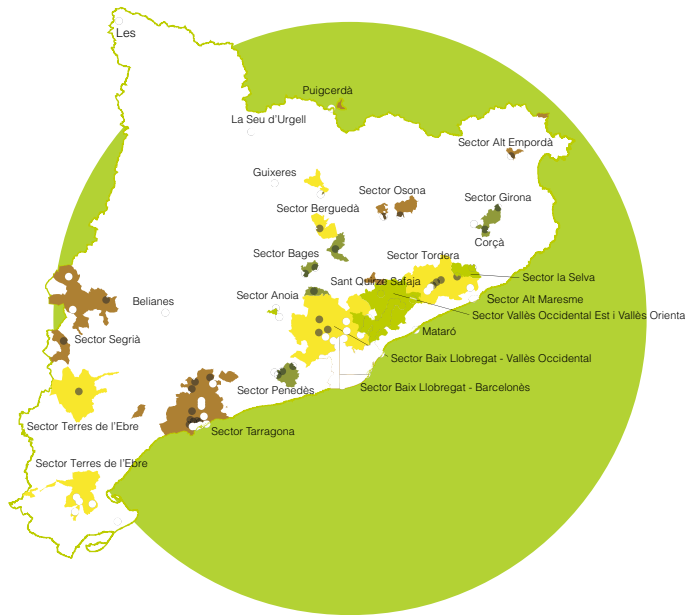 Les
Puigcerdà
La Seu d'Urgell
Sector Alt Empordà
Guixeres
Sector Osona
Sector Girona
Sector Berguedà
Corçà
Sector Bages
Sector Tordera
Sant Quirze Safaja
Sector la Selva
Sector Anoia
Belianes
Sector Alt Maresme
Sector Vallès Occidental Est i Vallès Orienta
Mataró
Sector Segrià
Sector Baix Llobregat - Vallès Occidental
Sector Penedès
Sector Baix Llobregat - Barcelonès
Sector Terres de l'Ebre
Sector Tarragona
Sector Terres de l'Ebre